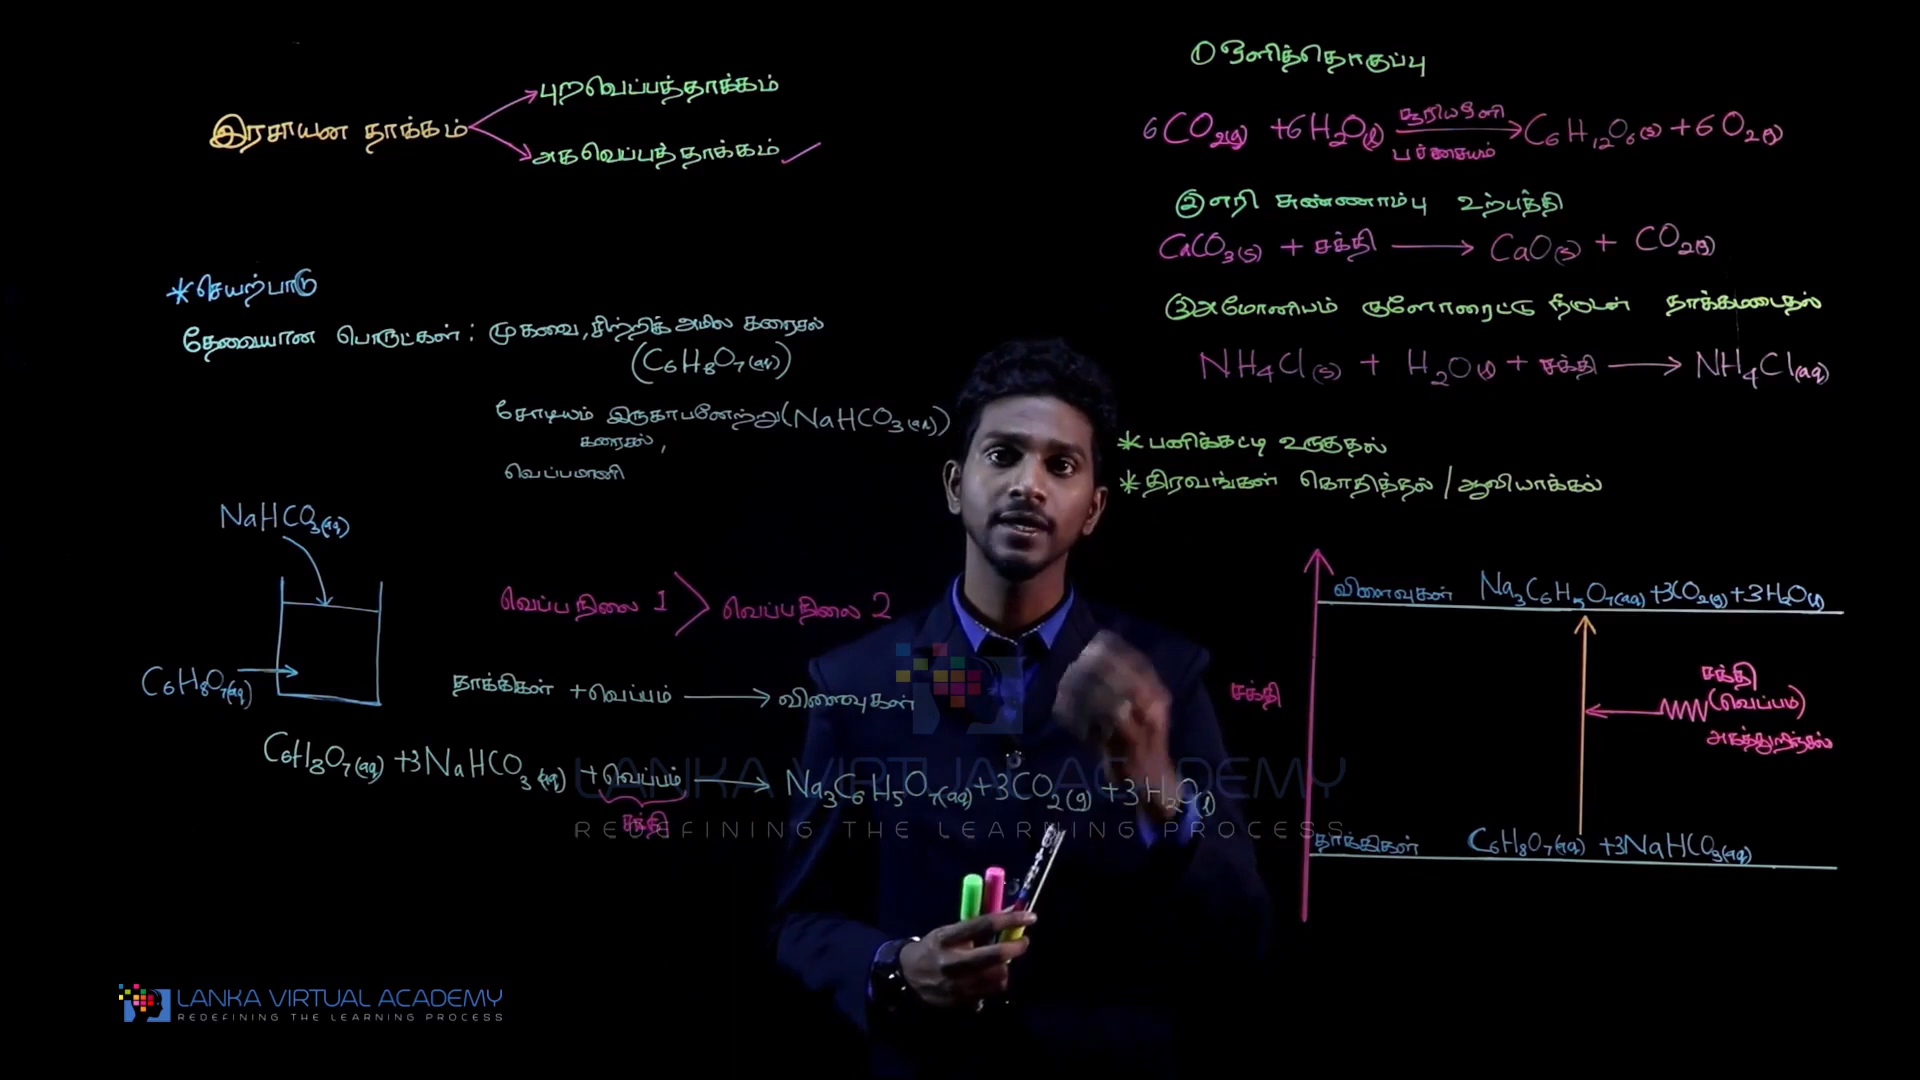 இரசாயன தாக்கம்
புறவெப்பத்தாக்கம்
அகவெப்பத்தாக்கம்
* செயற்பாடு
தேவையான பொருட்கள் : முகவை, சிற்றிக் அமில கரைசல்
(C6H8O7(aq))
சோடியம் இருகாபனேற்று (NaHCO3(aq))
கரைசல்,
வெப்பமானி
NaHCO3(aq)
C6H8O7(aq)
வெப்பநிலை 1 > வெப்பநிலை 2
தாக்கிகள் + வெப்பம் → விளைவுகள்
C6H8O7(aq) + 3NaHCO3(aq) + வெப்பம் → Na3C6H5O7(aq) + 3CO2(g) + 3H2O(l)
சக்தி
① ஒளித்தொகுப்பு
சூரியஒளி
6CO2(g) + 6H2O(l) → C6H12O6(s) + 6O2(g)
பச்சையம்
② எரி சுண்ணாம்பு உற்பத்தி
CaCO3(s) + சக்தி → CaO(s) + CO2(g)
③ அமோனியம் குளோரைட்டு நீருடன் தாக்கமடைதல்
NH4Cl(s) + H2O(l) + சக்தி → NH4Cl(aq)
* பனிக்கட்டி உருகுதல்
* திரவங்கள் கொதித்தல் / ஆவியாக்கல்
விளைவுகள் Na3C6H5O7(aq) + 3CO2(g) + 3H2O(l)
சக்தி
சக்தி
(வெப்பம்)
அகத்துறிஞ்சல்
தாக்கிகள் C6H8O7(aq) + 3NaHCO3(aq)
LANKA VIRTUAL ACADEMY
REDEFINING THE LEARNING PROCESS
LANKA VIRTUAL ACADEMY
REDEFINING THE LEARNING PROCESS